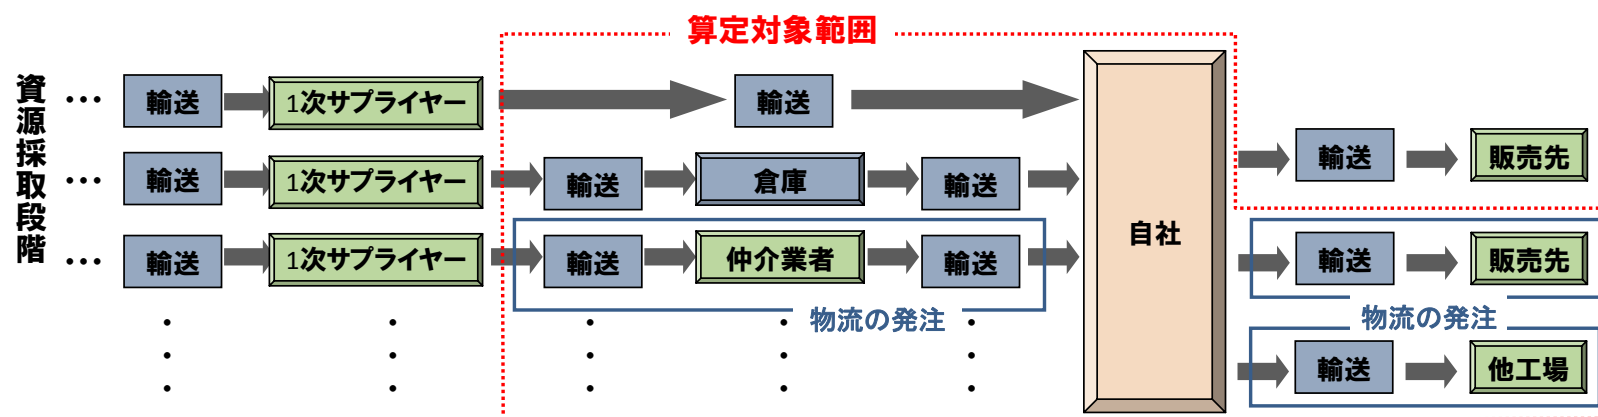 算定対象範囲
資源採取段階
… 輸送 1次サプライヤー 輸送
… 輸送 1次サプライヤー 輸送 倉庫 輸送
… 輸送 1次サプライヤー 輸送 仲介業者 輸送
物流の発注
自社
輸送 販売先
輸送 販売先
物流の発注
輸送 他工場